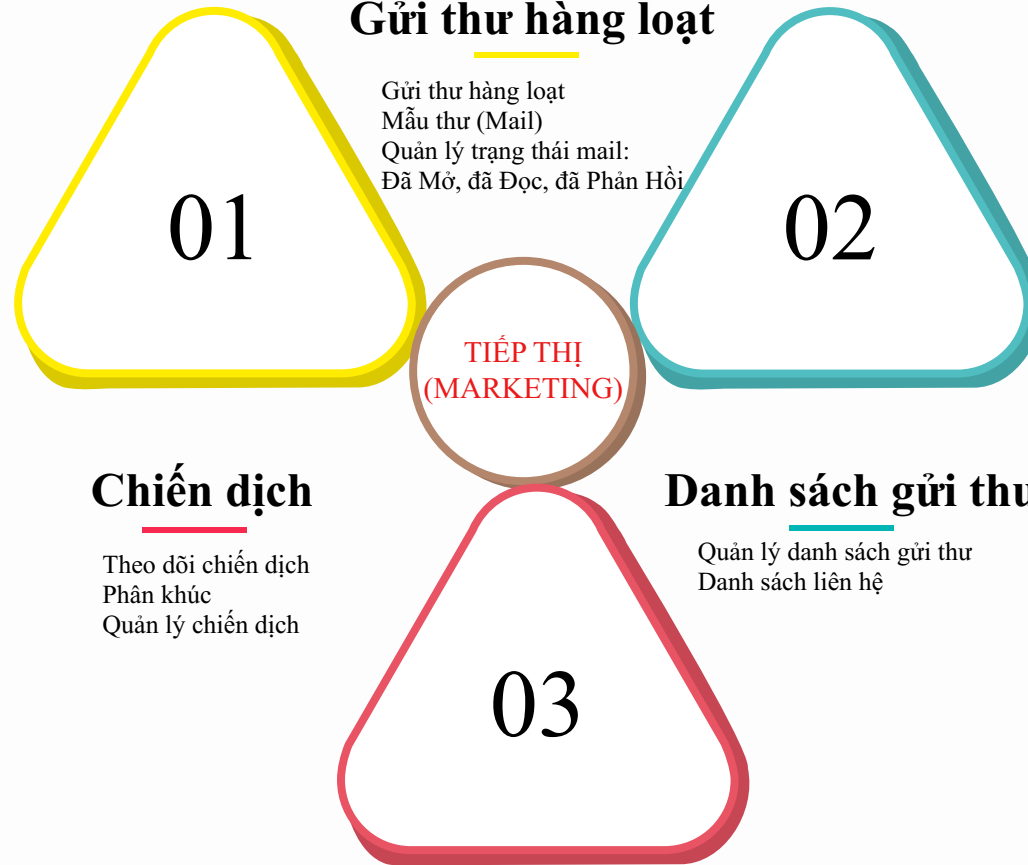 Gửi thư hàng loạt
Gửi thư hàng loạt
Mẫu thư (Mail)
Quản lý trạng thái mail:
Đã Mở, đã Đọc, đã Phản Hồi
01
02
TIẾP THỊ
(MARKETING)
Chiến dịch
Theo dõi chiến dịch
Phân khúc
Quản lý chiến dịch
Danh sách gửi thư
Quản lý danh sách gửi thư
Danh sách liên hệ
03